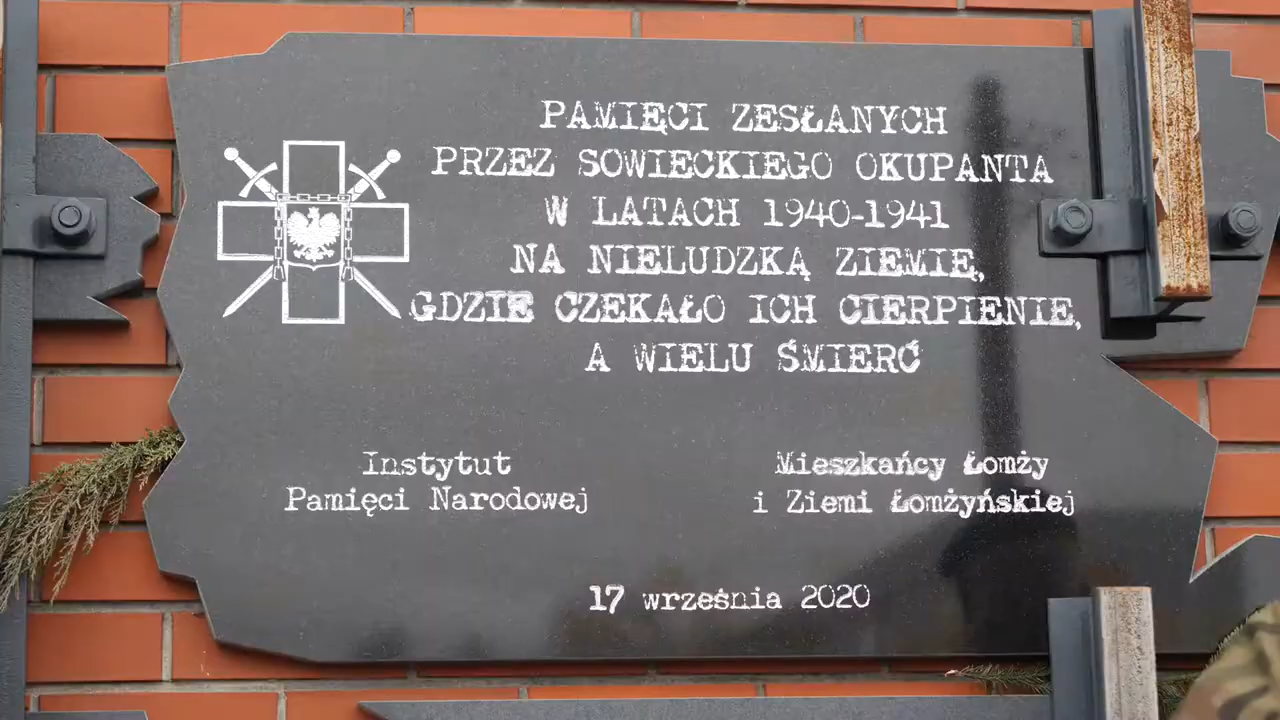 PAMIĘCI ZESŁANYCH
PRZEZ SOWIECKIEGO OKUPANTA
W LATACH 1940-1941
NA NIELUDZKĄ ZIEMIĘ,
GDZIE CZEKAŁO ICH CIERPIENIE,
A WIELU ŚMIERĆ
Instytut
Pamięci Narodowej
Mieszkańcy Łomży
i Ziemi Łomżyńskiej
17 września 2020